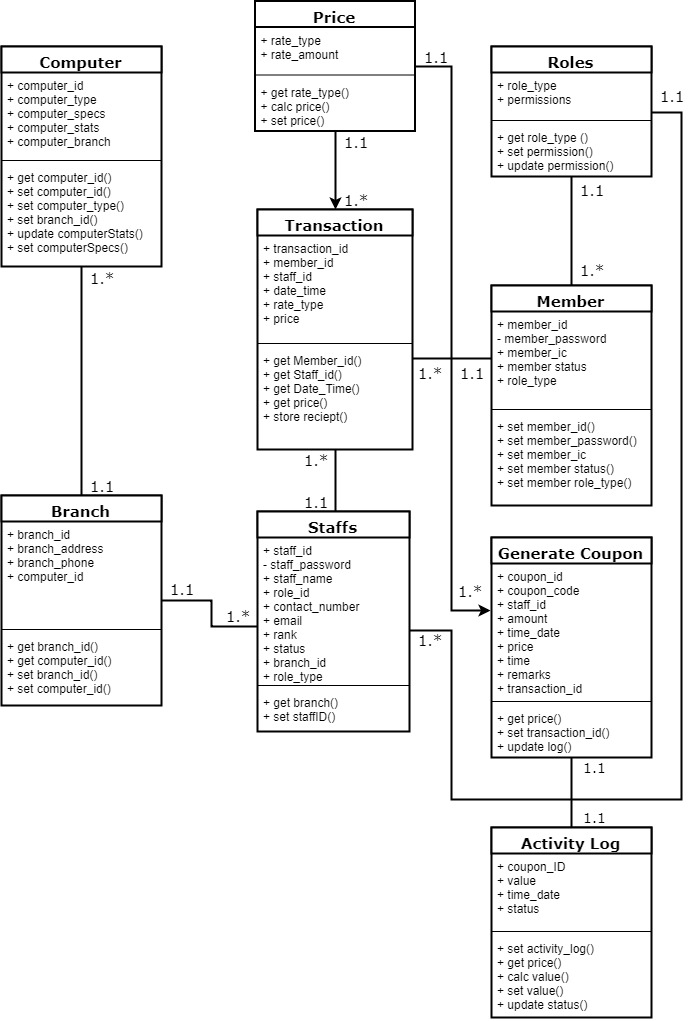 Price
+ rate_type
+ rate_amount
+ get rate_type()
+ calc price()
+ set price()
1.1
1.1
1.*
Computer
+ computer_id
+ computer_type
+ computer_specs
+ computer_stats
+ computer_branch
+ get computer_id()
+ set computer_id()
+ set computer_type()
+ set branch_id()
+ update computerStats()
+ set computerSpecs()
1.*
1.1
Roles
+ role_type
+ permissions
+ get role_type ()
+ set permission()
+ update permission()
1.1
1.1
1.*
Transaction
+ transaction_id
+ member_id
+ staff_id
+ date_time
+ rate_type
+ price
+ get Member_id()
+ get Staff_id()
+ get Date_Time()
+ get price()
+ store reciept()
1.*
1.1
1.*
1.1
Member
+ member_id
- member_password
+ member_ic
+ member status
+ role_type
+ set member_id()
+ set member_password()
+ set member_ic
+ set member status()
+ set member role_type()
Branch
+ branch_id
+ branch_address
+ branch_phone
+ computer_id
+ get branch_id()
+ get computer_id()
+ set branch_id()
+ set computer_id()
1.1
1.*
Staffs
+ staff_id
- staff_password
+ staff_name
+ role_id
+ contact_number
+ email
+ rank
+ status
+ branch_id
+ role_type
+ get branch()
+ set staffID()
1.*
1.*
Generate Coupon
+ coupon_id
+ coupon_code
+ staff_id
+ amount
+ time_date
+ price
+ time
+ remarks
+ transaction_id
+ get price()
+ set transaction_id()
+ update log()
1.1
1.1
Activity Log
+ coupon_ID
+ value
+ time_date
+ status
+ set activity_log()
+ get price()
+ calc value()
+ set value()
+ update status()